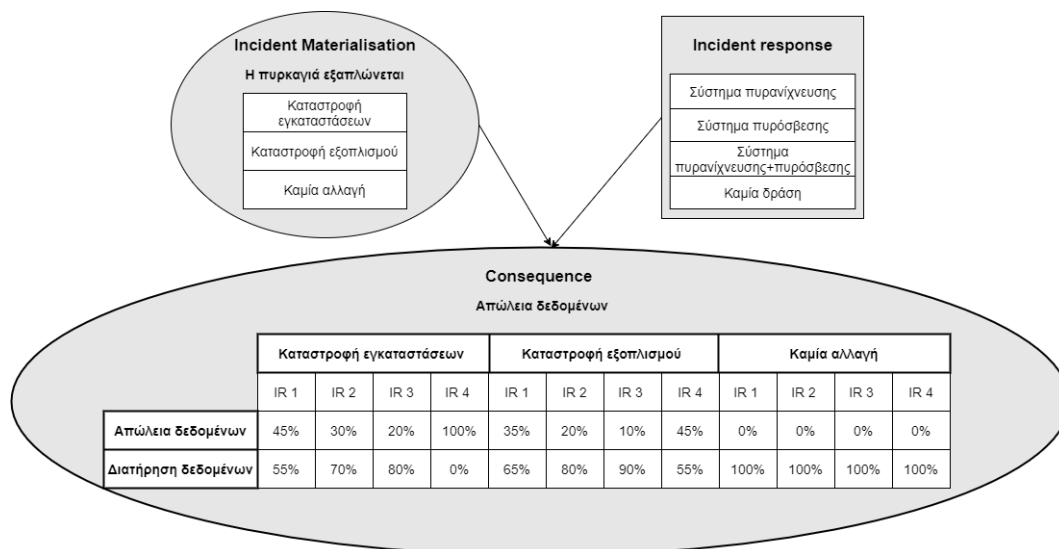 Incident Materialisation
Η πυρκαγιά εξαπλώνεται
Καταστροφή
εγκαταστάσεων
Καταστροφή εξοπλισμού
Καμία αλλαγή
Incident response
Σύστημα πυρανίχνευσης
Σύστημα πυρόσβεσης
Σύστημα
πυρανίχνευσης+πυρόσβεσης
Καμία δράση
Consequence
Απώλεια δεδομένων
Καταστροφή εγκαταστάσεων Καταστροφή εξοπλισμού Καμία αλλαγή
IR 1 IR 2 IR 3 IR 4 IR 1 IR 2 IR 3 IR 4 IR 1 IR 2 IR 3 IR 4
Απώλεια δεδομένων 45% 30% 20% 100% 35% 20% 10% 45% 0% 0% 0% 0%
Διατήρηση δεδομένων 55% 70% 80% 0% 65% 80% 90% 55% 100% 100% 100% 100%